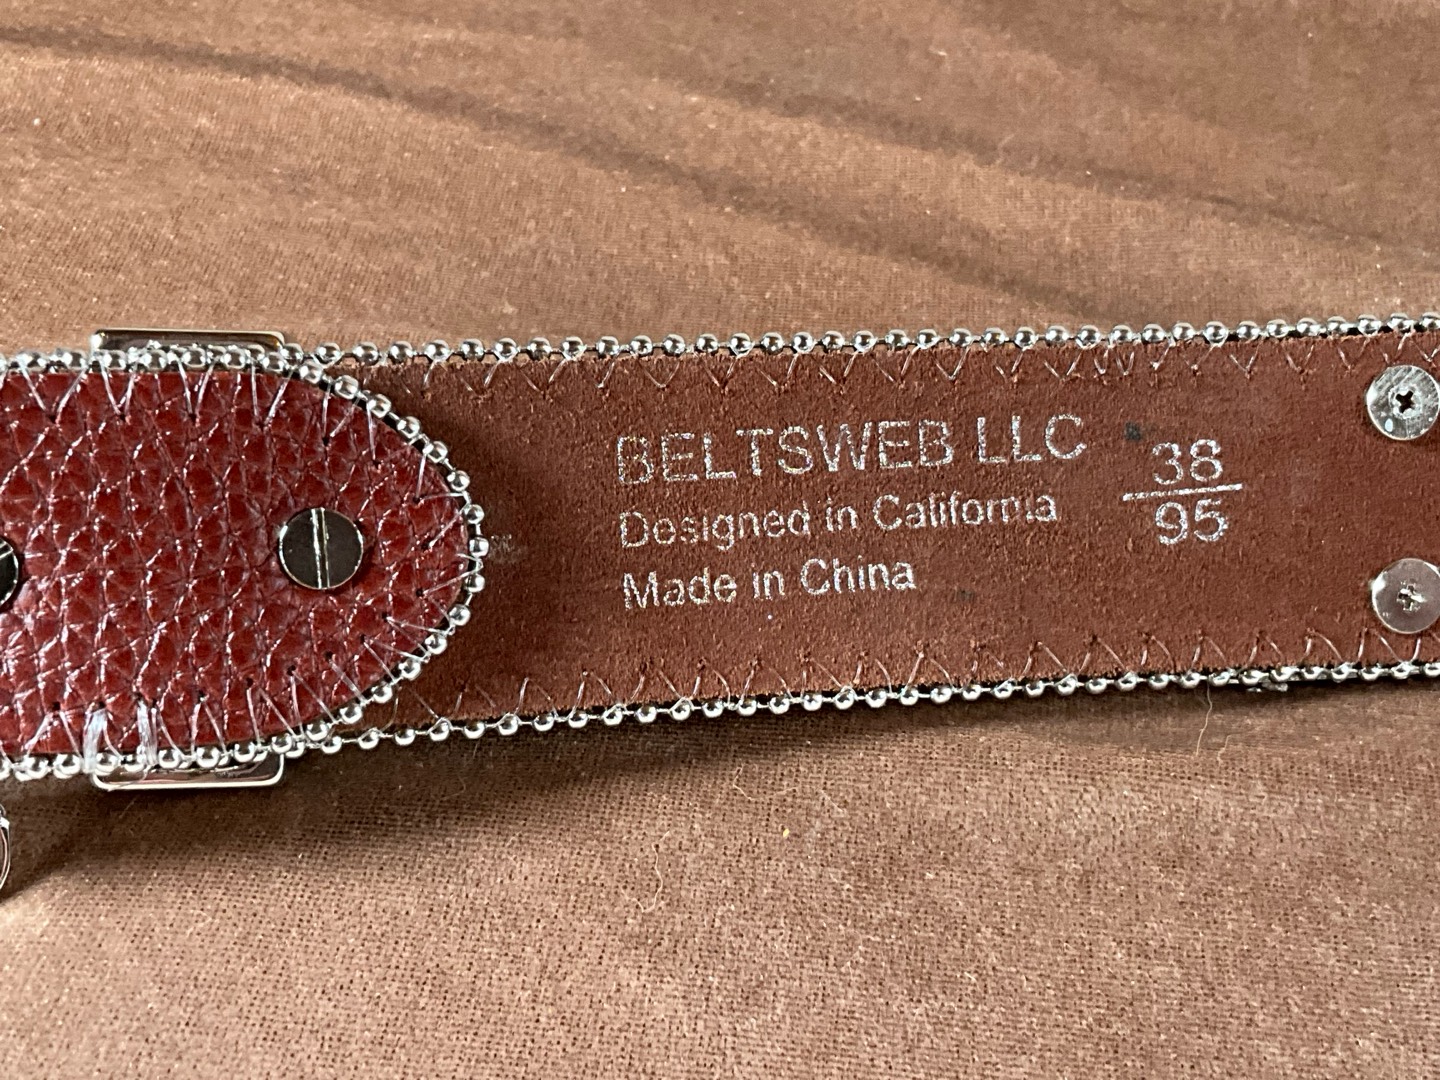 BELTSWEB LLC
Designed in California
Made in China
38
95